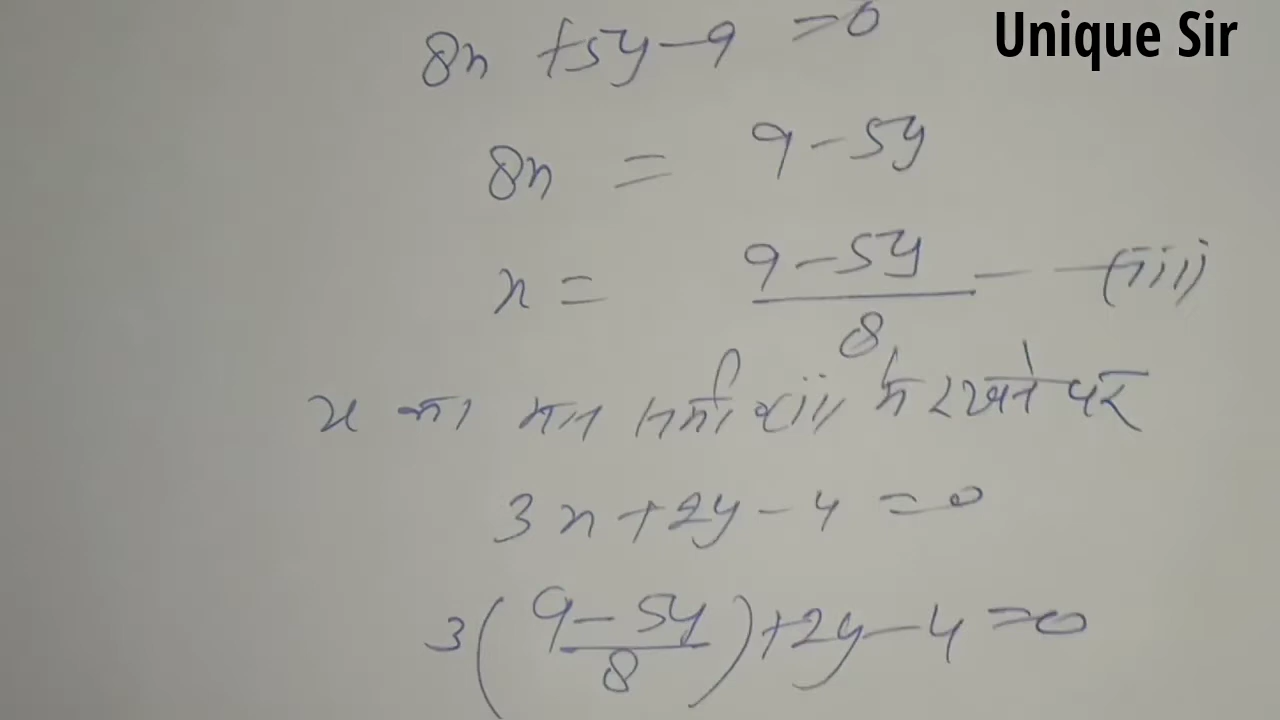 Unique Sir
8x + 5y - 9 = 0
8x = 9 - 5y
x = 9 - 5y / 8 - - (iii)
x का मान समी० (ii) में रखने पर
3x + 2y - 4 = 0
3(9 - 5y / 8) + 2y - 4 = 0